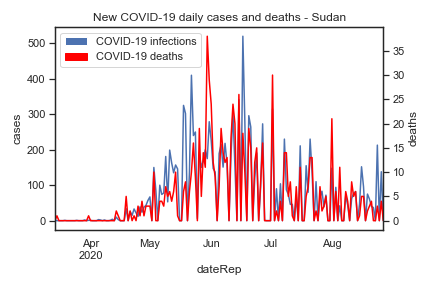 New COVID-19 daily cases and deaths - Sudan
COVID-19 infections
COVID-19 deaths
500
400
300
200
100
0
cases
35
30
25
20
15
10
5
0
deaths
Apr
2020
May
Jun
Jul
Aug
dateRep